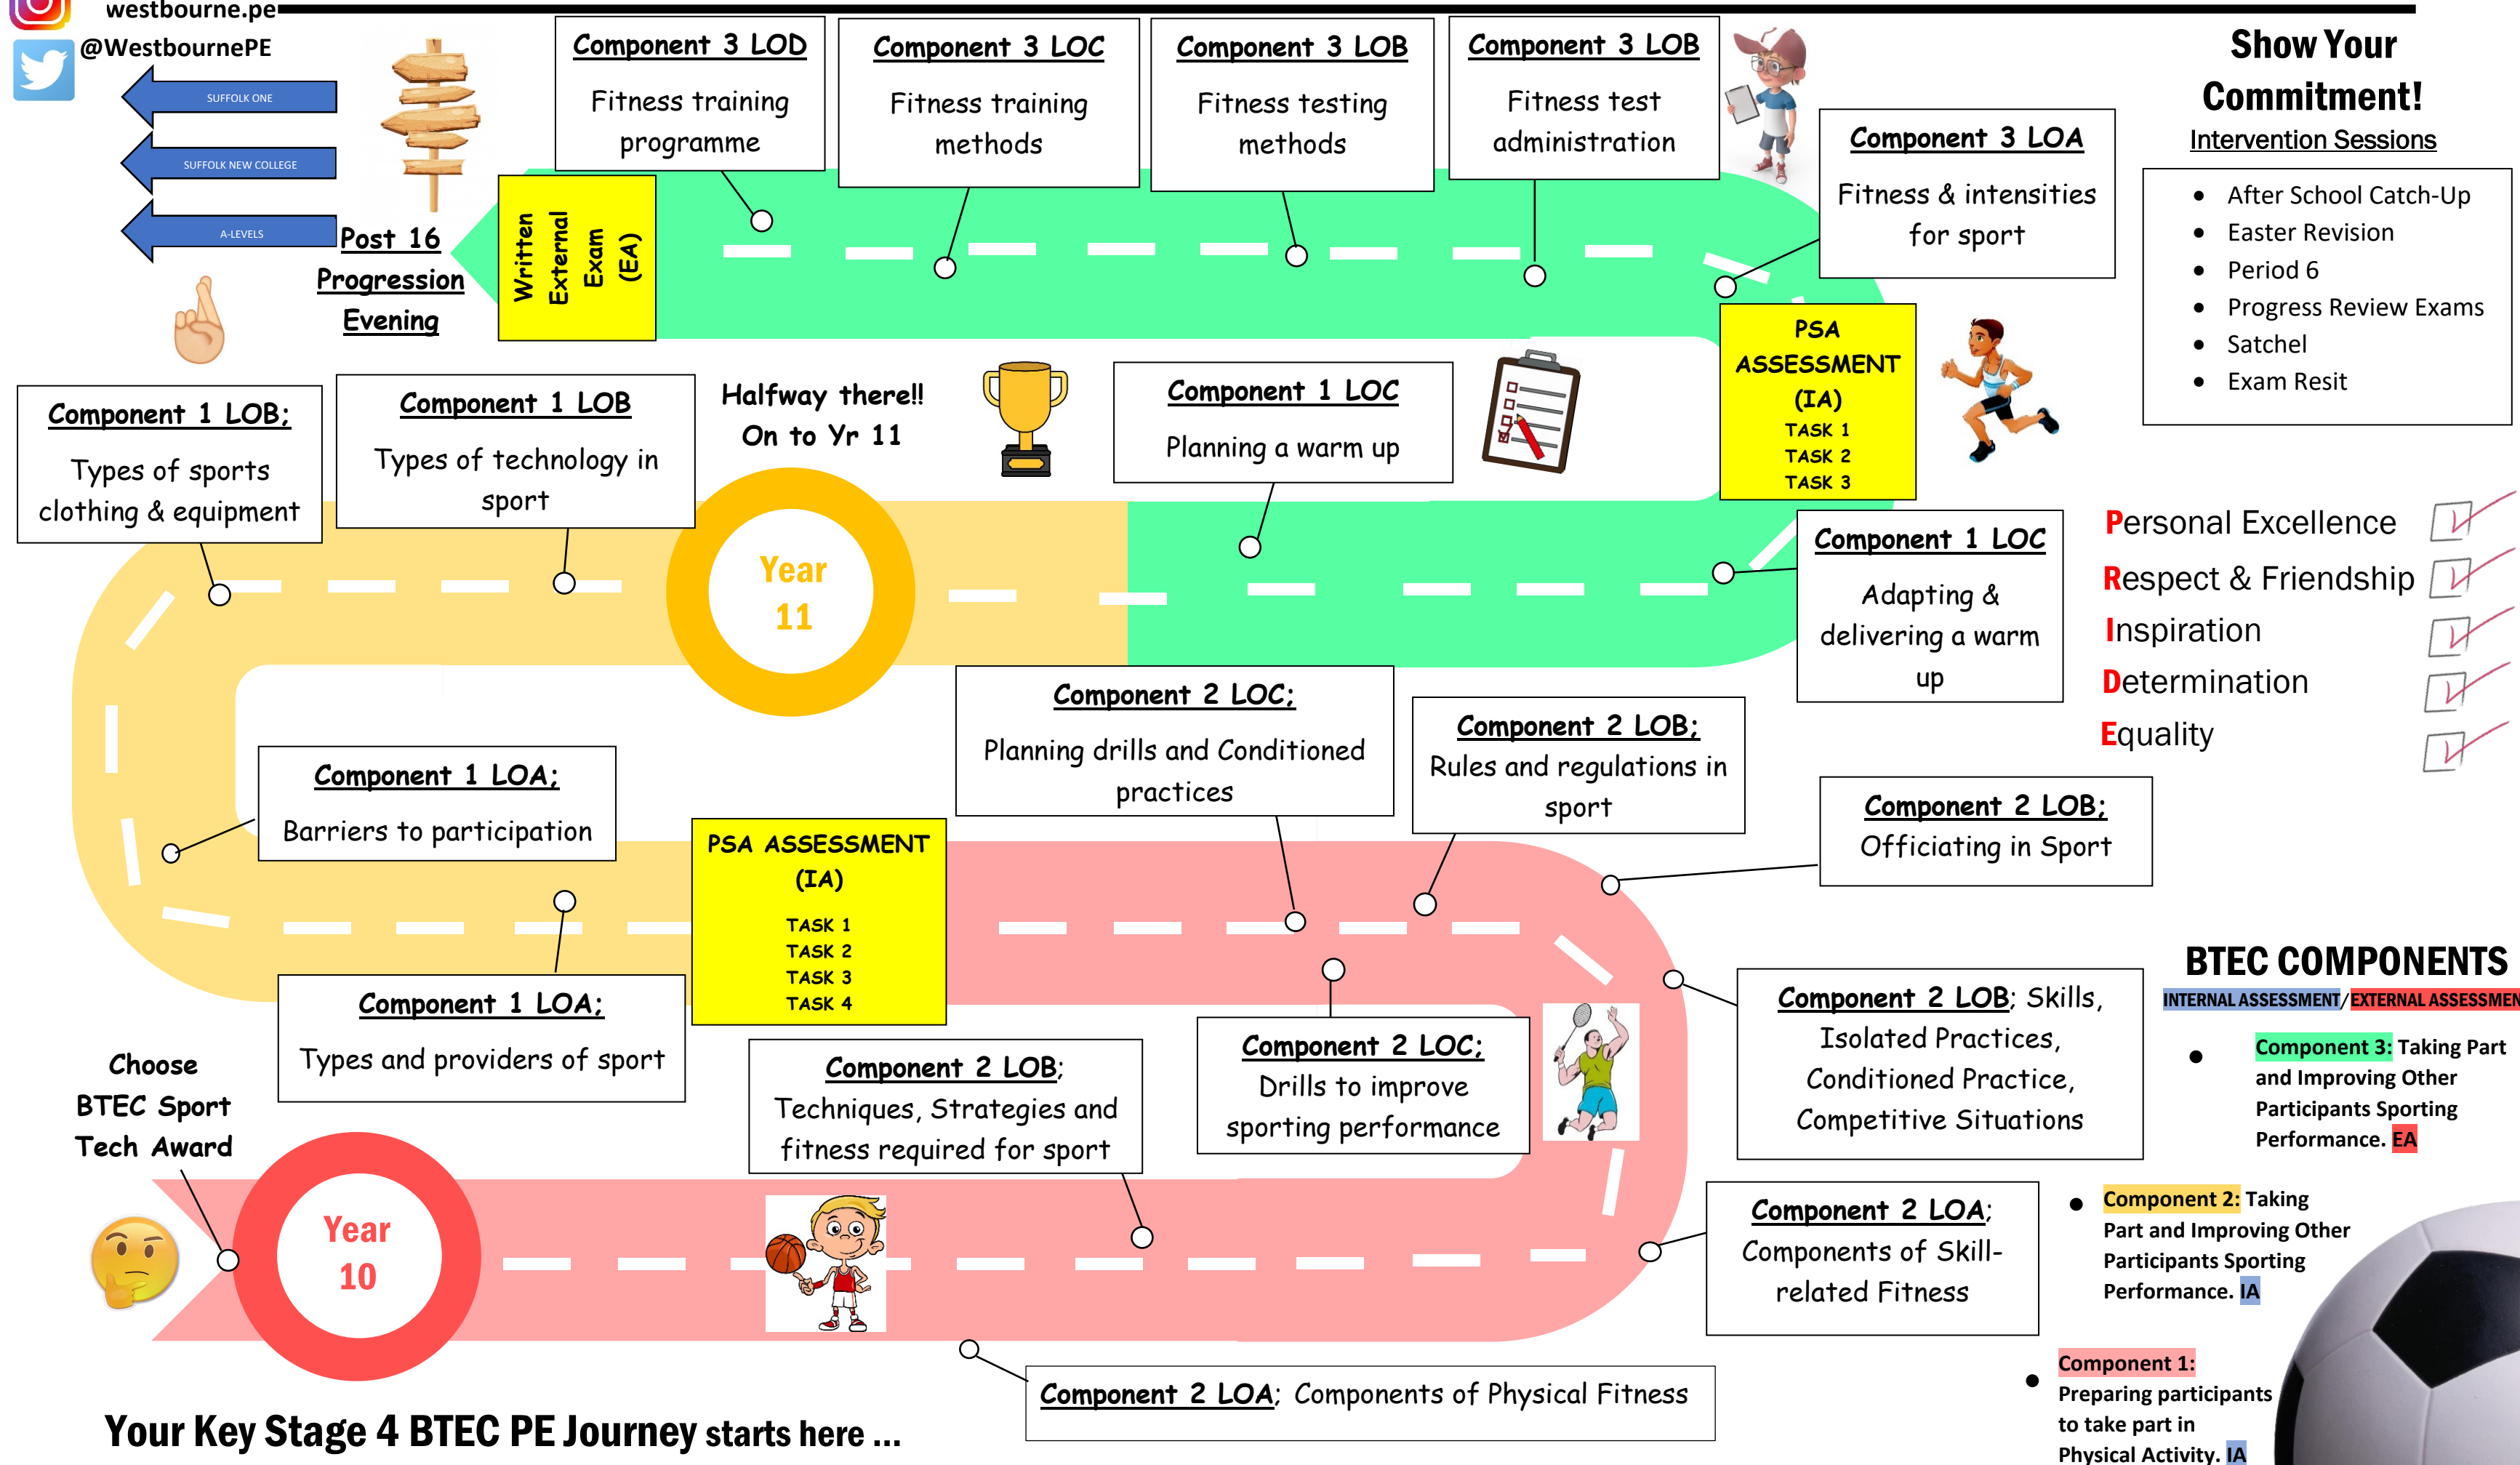 westbourne.pe
@WestbournePE
SUFFOLK ONE
SUFFOLK NEW COLLEGE
A-LEVELS
Post 16
Progression
Evening
Written
External
Exam
(EA)
Component 3 LOD
Fitness training
programme
Component 3 LOC
Fitness training
methods
Component 3 LOB
Fitness testing
methods
Component 3 LOB
Fitness test
administration
Component 3 LOA
Fitness & intensities
for sport
Show Your
Commitment!
Intervention Sessions
• After School Catch-Up
• Easter Revision
• Period 6
• Progress Review Exams
• Satchel
• Exam Resit
PSA
ASSESSMENT
(IA)
TASK 1
TASK 2
TASK 3
Component 1 LOB;
Types of sports
clothing & equipment
Component 1 LOB
Types of technology in
sport
Halfway there!!
On to Yr 11
Component 1 LOC
Planning a warm up
Year
11
Component 1 LOC
Adapting &
delivering a warm
up
Personal Excellence
Respect & Friendship
Inspiration
Determination
Equality
Component 1 LOA;
Barriers to participation
Component 2 LOC;
Planning drills and Conditioned
practices
Component 2 LOB;
Rules and regulations in
sport
Component 2 LOB;
Officiating in Sport
PSA ASSESSMENT
(IA)
TASK 1
TASK 2
TASK 3
TASK 4
Component 1 LOA;
Types and providers of sport
Component 2 LOB;
Techniques, Strategies and
fitness required for sport
Component 2 LOC;
Drills to improve
sporting performance
Component 2 LOB; Skills,
Isolated Practices,
Conditioned Practice,
Competitive Situations
BTEC COMPONENTS
INTERNAL ASSESSMENT/EXTERNAL ASSESSMEN
• Component 3: Taking Part
and Improving Other
Participants Sporting
Performance. EA
• Component 2: Taking
Part and Improving Other
Participants Sporting
Performance. IA
• Component 1:
Preparing participants
to take part in
Physical Activity. IA
Choose
BTEC Sport
Tech Award
Year
10
Component 2 LOA;
Components of Skill-
related Fitness
Component 2 LOA; Components of Physical Fitness
Your Key Stage 4 BTEC PE Journey starts here ...